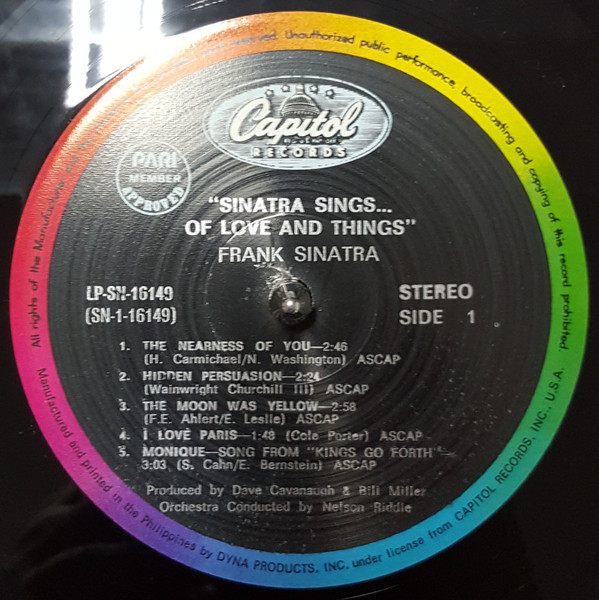 Capitol
RECORDS
PARI
MEMBER
APPROVED
"SINATRA SINGS...
OF LOVE AND THINGS"
FRANK SINATRA
LP-SN-16149
(SN-1-16149)
STEREO
SIDE 1
1. THE NEARNESS OF YOU—2:46
(H. Carmichael/N. Washington) ASCAP
2. HIDDEN PERSUASION—2:24
(Wainwright Churchill III) ASCAP
3. THE MOON WAS YELLOW—2:58
(F.E. Ahlert/E. Leslie) ASCAP
4. I LOVE PARIS—1:48 (Cole Porter) ASCAP
5. MONIQUE—SONG FROM "KINGS GO FORTH"—
3:03 (S. Cahn/E. Bernstein) ASCAP
Produced by Dave Cavanaugh & Bill Miller
Orchestra Conducted by Nelson Riddle
All rights of the Manufacturer and reserved. Unauthorized public performance, broadcasting and copying of this record prohibited.
Manufactured and printed in the Philippines by DYNA PRODUCTS, INC. under license from CAPITOL RECORDS, INC., U.S.A.